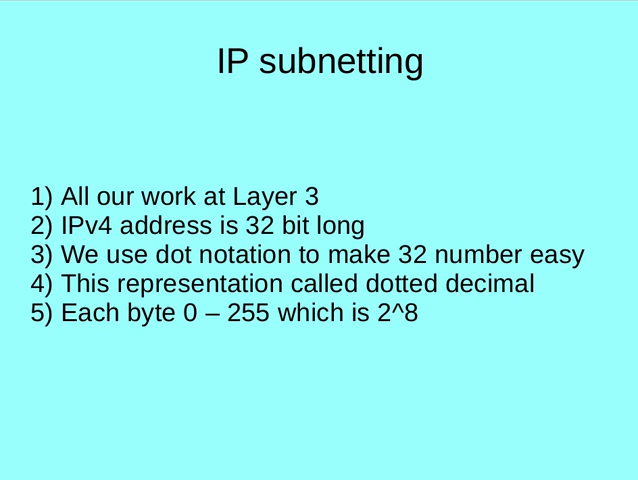 IP subnetting
1) All our work at Layer 3
2) IPv4 address is 32 bit long
3) We use dot notation to make 32 number easy
4) This representation called dotted decimal
5) Each byte 0 – 255 which is 2^8